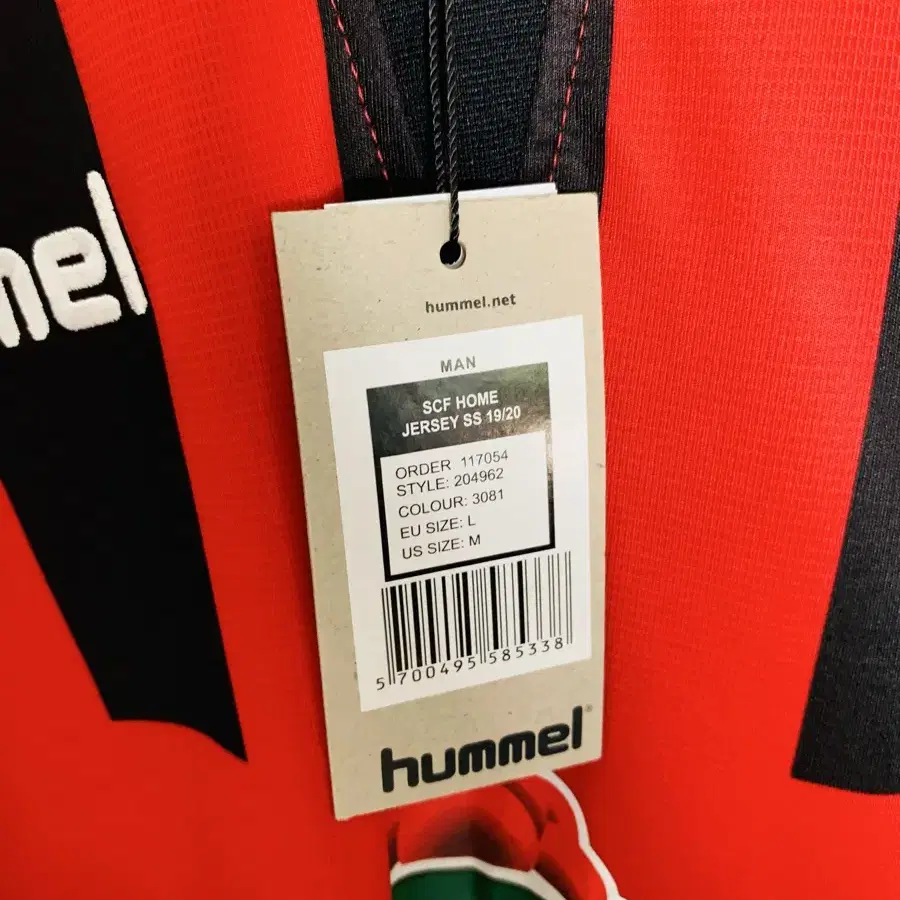 mel
hummel.net
MAN
SCF HOME
JERSEY SS 19/20
ORDER 117054
STYLE: 204962
COLOUR: 3081
EU SIZE: L
US SIZE: M
5 700495 585338
hummel®